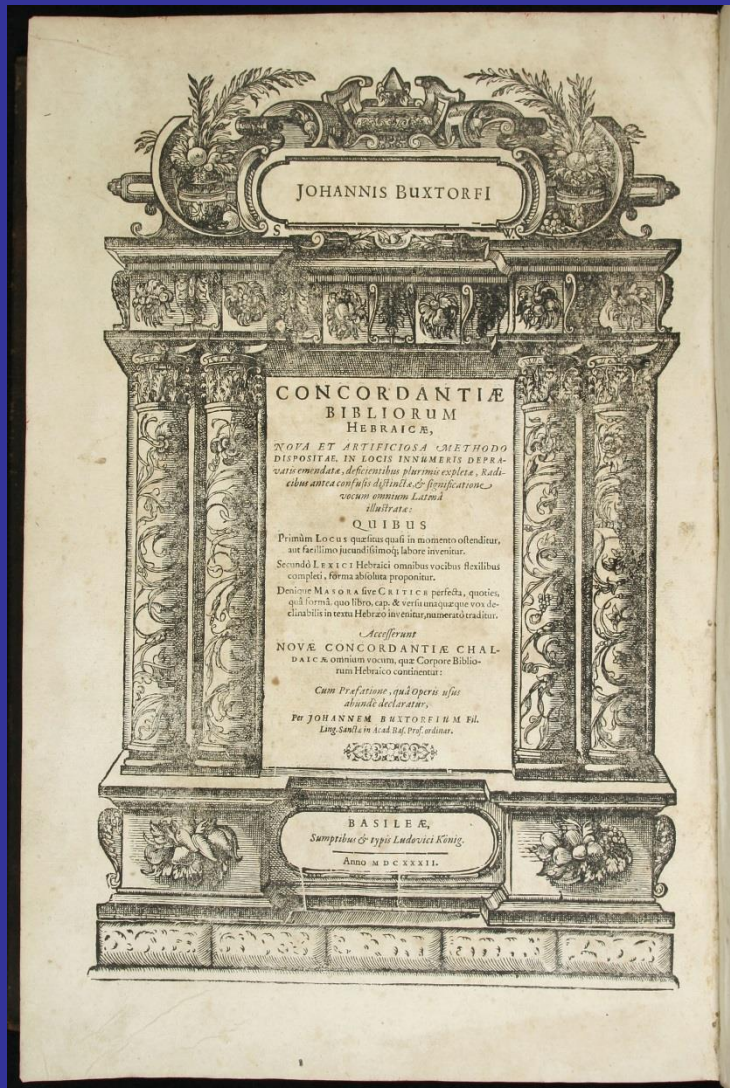 JOHANNIS BUXTORFI
S W
CONCORDANTIÆ
BIBLIORUM
HEBRAICÆ,
NOVA ET ARTIFICIOSA METHODO
DISPOSITAE, IN LOCIS INNUMERIS DEPRA-
vatis emendatæ, deficientibus plurimis expletæ, Radi-
cibus antea confusis distinctæ, & significatione
vocum omnium Latinâ
illustratæ:
QUIBUS
Primùm LOCUS quæsitus quasi in momento ostenditur,
aut facillimo jucundissimoq; labore invenitur.
Secundò LEXICI Hebraici omnibus vocibus flexilibus
completi, forma absoluta proponitur.
Denique MASORA sive CRITICE perfecta, quoties,
quâ formâ, quo libro, cap. & versu unaquæque vox de-
clinabilis in textu Hebræo invenitur, numeratò traditur.
Accesserunt
NOVÆ CONCORDANTIÆ CHAL-
DAICÆ omnium vocum, quæ Corpore Biblio-
rum Hebraico continentur:
Cum Præfatione, quâ Operis usus
abundè declaratur,
Per JOHANNEM BUXTORFIUM Fil.
Ling. Sanctæ in Acad. Bas. Prof. ordinar.
BASILEÆ,
Sumptibus & typis Ludovici König.
Anno MDCXXXII.